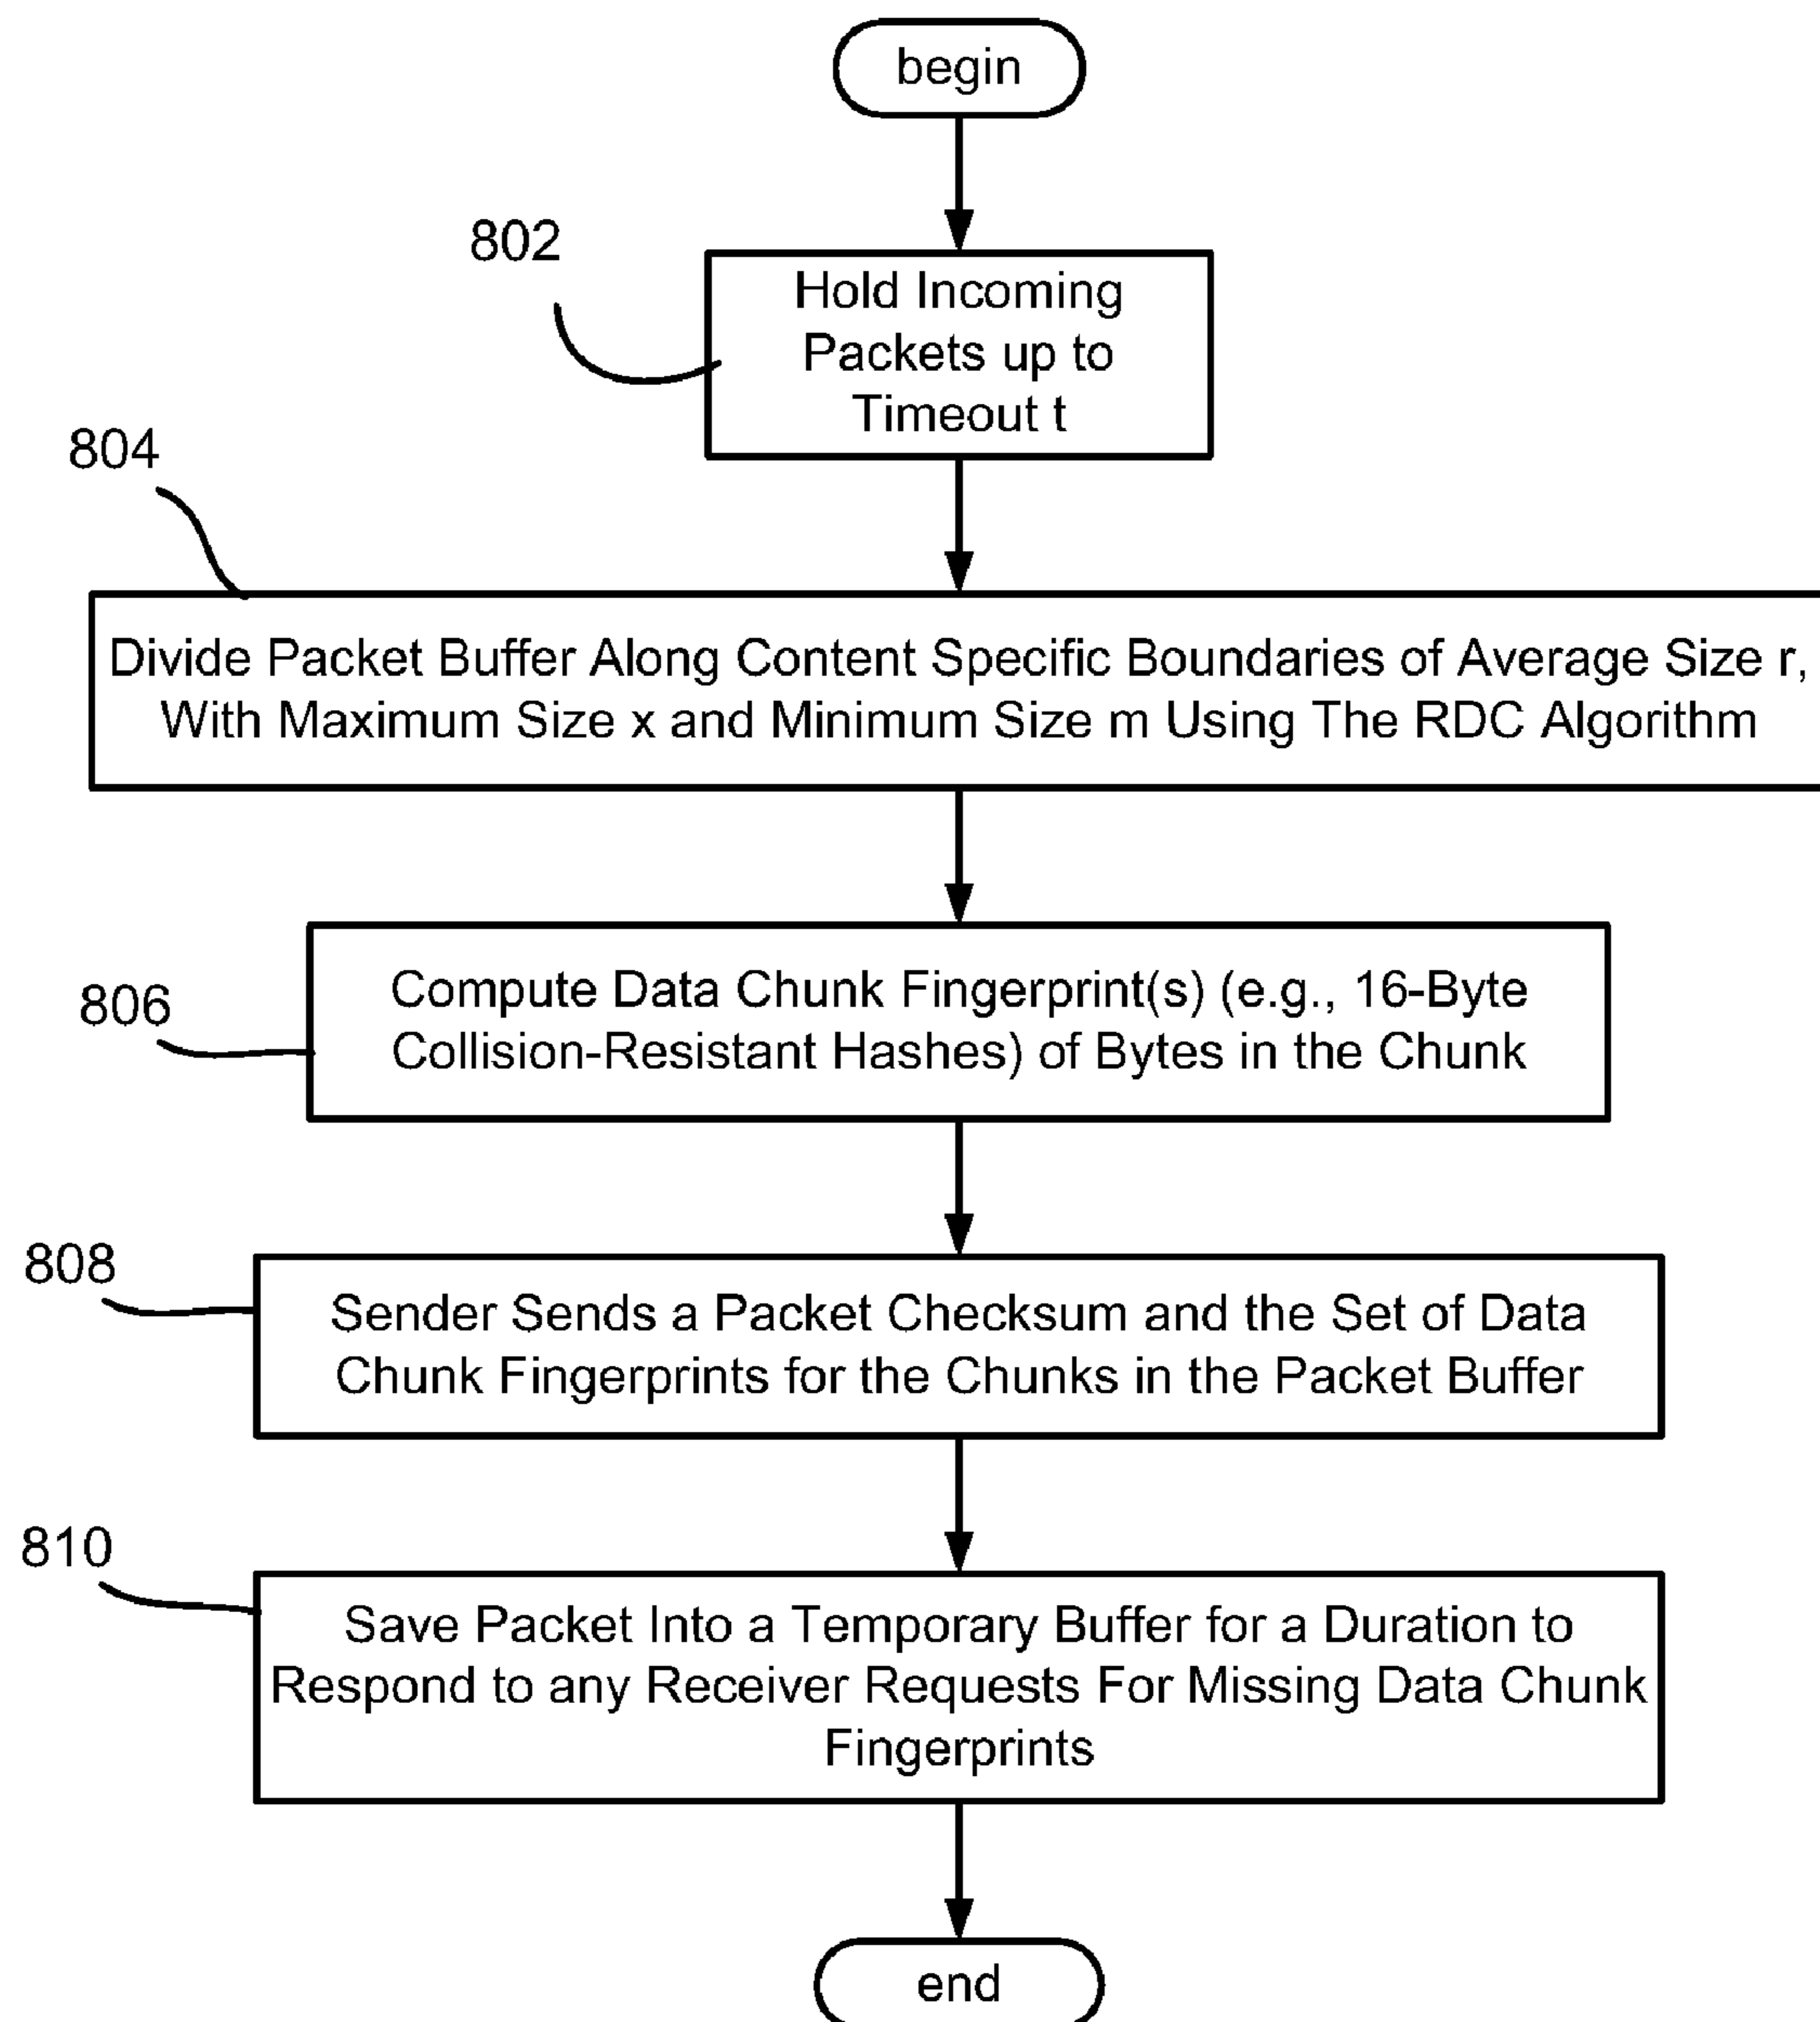 begin
802
Hold Incoming
Packets up to
Timeout t
804
Divide Packet Buffer Along Content Specific Boundaries of Average Size r,
With Maximum Size x and Minimum Size m Using The RDC Algorithm
806
Compute Data Chunk Fingerprint(s) (e.g., 16-Byte
Collision-Resistant Hashes) of Bytes in the Chunk
808
Sender Sends a Packet Checksum and the Set of Data
Chunk Fingerprints for the Chunks in the Packet Buffer
810
Save Packet Into a Temporary Buffer for a Duration to
Respond to any Receiver Requests For Missing Data Chunk
Fingerprints
end